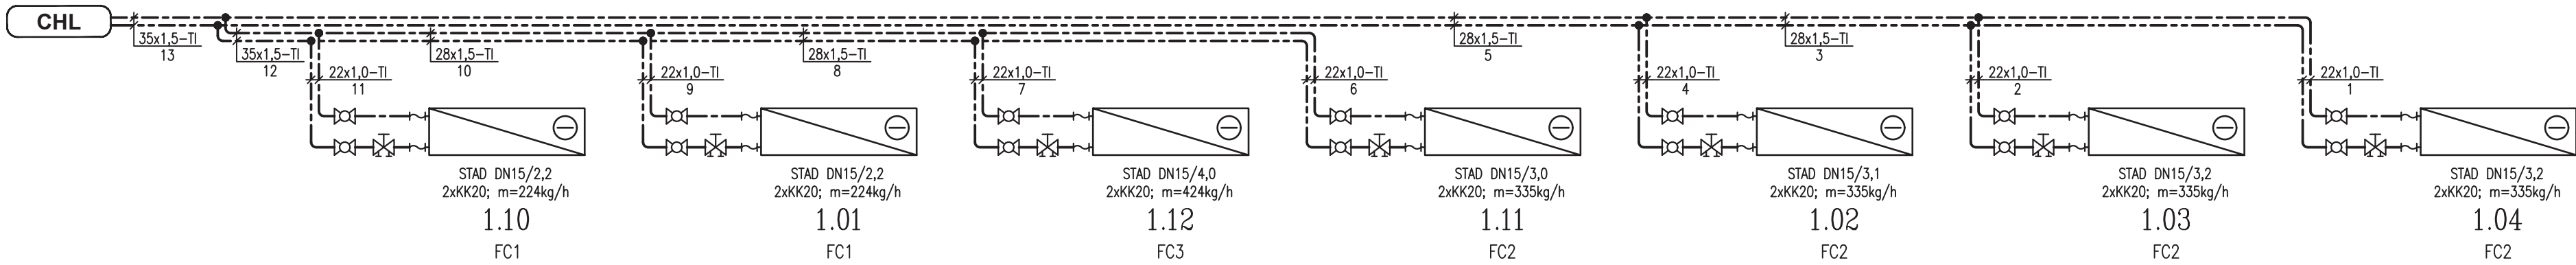 CHL
35x1,5-TI
13
35x1,5-TI
12
28x1,5-TI
10
28x1,5-TI
8
28x1,5-TI
5
28x1,5-TI
3
22x1,0-TI
11
22x1,0-TI
9
22x1,0-TI
7
22x1,0-TI
6
22x1,0-TI
4
22x1,0-TI
2
22x1,0-TI
1
STAD DN15/2,2
2xKK20; m=224kg/h
1.10
FC1
STAD DN15/2,2
2xKK20; m=224kg/h
1.01
FC1
STAD DN15/4,0
2xKK20; m=424kg/h
1.12
FC3
STAD DN15/3,0
2xKK20; m=335kg/h
1.11
FC2
STAD DN15/3,1
2xKK20; m=335kg/h
1.02
FC2
STAD DN15/3,2
2xKK20; m=335kg/h
1.03
FC2
STAD DN15/3,2
2xKK20; m=335kg/h
1.04
FC2